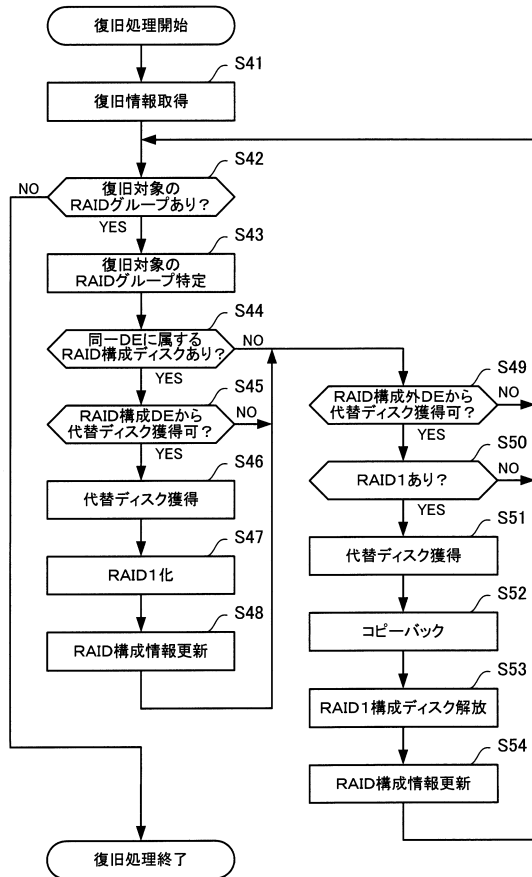 復旧処理開始
S41
復旧情報取得
S42
復旧対象の
RAIDグループあり？
NO
YES
S43
復旧対象の
RAIDグループ特定
S44
同一DEに属する
RAID構成ディスクあり？
NO
YES
S45
RAID構成DEから
代替ディスク獲得可？
NO
YES
S46
代替ディスク獲得
S47
RAID1化
S48
RAID構成情報更新
S49
RAID構成外DEから
代替ディスク獲得可？
NO
YES
S50
RAID1あり？
NO
YES
S51
代替ディスク獲得
S52
コピーバック
S53
RAID1構成ディスク解放
S54
RAID構成情報更新
復旧処理終了